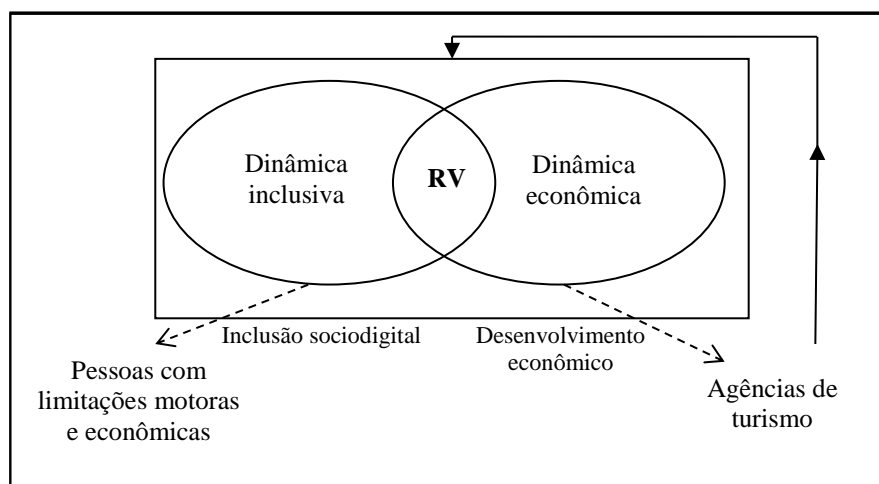 Dinâmica
inclusiva
RV
Dinâmica
econômica
Inclusão sociodigital
Desenvolvimento
econômico
Pessoas com
limitações motoras
e econômicas
Agências de
turismo